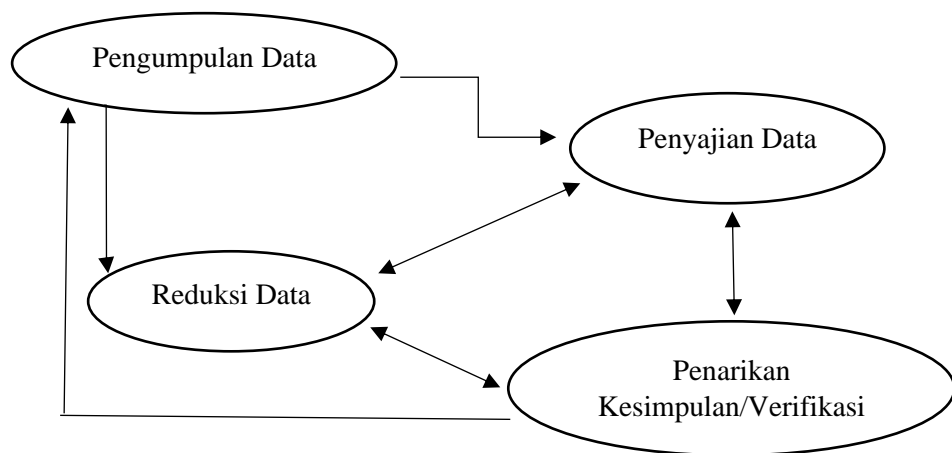 Pengumpulan Data
Penyajian Data
Reduksi Data
Penarikan
Kesimpulan/Verifikasi